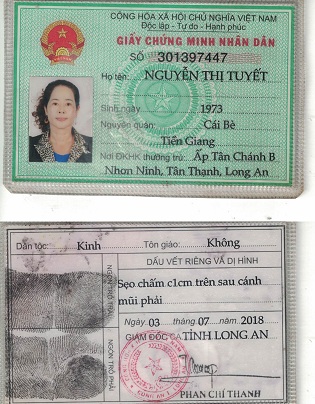 CỘNG HÒA XÃ HỘI CHỦ NGHĨA VIỆT NAM
Độc lập - Tự do - Hạnh phúc
GIẤY CHỨNG MINH NHÂN DÂN
SỐ 301397447
Họ tên: NGUYỄN THỊ TUYẾT
Sinh ngày 1973
Nguyên quán: Cái Bè
Tiền Giang
Nơi ĐKHK thường trú: Ấp Tân Chánh B
Nhơn Ninh, Tân Thạnh, Long An
Dân tộc: Kinh Tôn giáo: Không
DẤU VẾT RIÊNG VÀ DỊ HÌNH
Sẹo chấm c1cm trên sau cánh
mũi phải
Ngày 03 tháng 07 năm 2018
GIÁM ĐỐC CA TỈNH LONG AN
NGÓN TRỎ TRÁI
NGÓN TRỎ PHẢI
PHAN CHÍ THANH